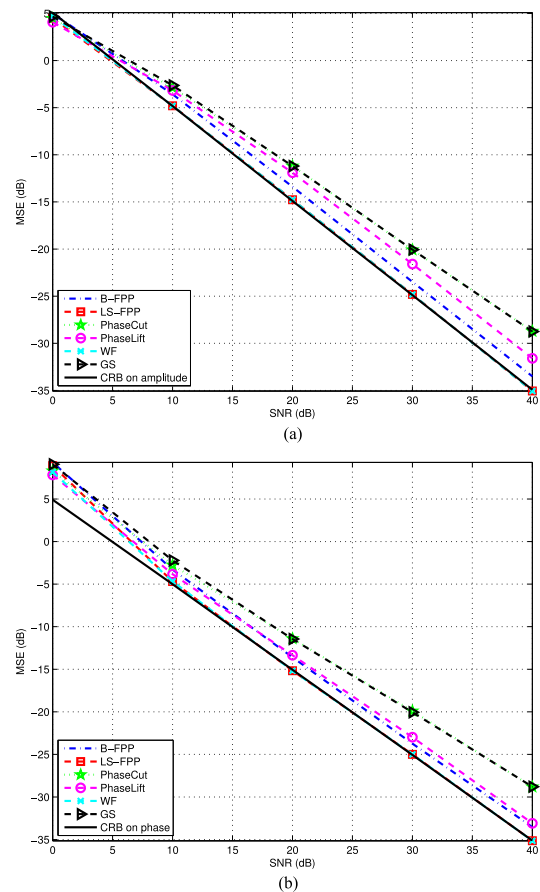 5
0
−5
−10
−15
−20
−25
−30
−35
MSE (dB)
B−FPP
LS−FPP
PhaseCut
PhaseLift
WF
GS
CRB on amplitude
0 5 10 15 20 25 30 35 40
SNR (dB)
(a)
5
0
−5
−10
−15
−20
−25
−30
−35
MSE (dB)
B−FPP
LS−FPP
PhaseCut
PhaseLift
WF
GS
CRB on phase
0 5 10 15 20 25 30 35 40
SNR (dB)
(b)